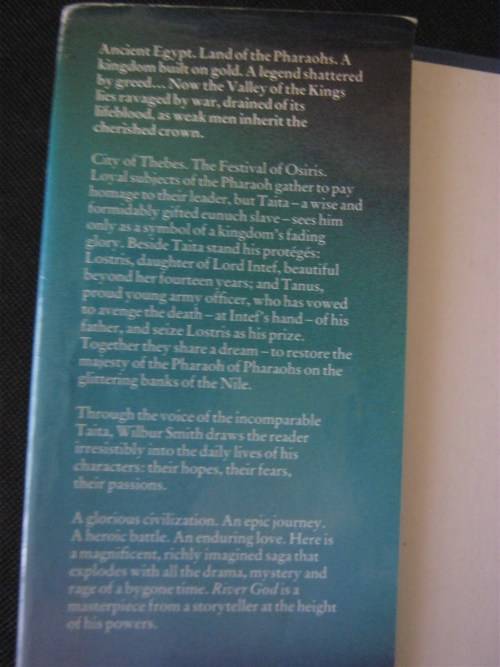 Ancient Egypt. Land of the Pharaohs. A
kingdom built on gold. A legend shattered
by greed... Now the Valley of the Kings
lies ravaged by war, drained of its
lifeblood, as weak men inherit the
cherished crown.
City of Thebes. The Festival of Osiris.
Loyal subjects of the Pharaoh gather to pay
homage to their leader, but Taita – a wise and
formidably gifted eunuch slave – sees him
only as a symbol of a kingdom's fading
glory. Beside Taita stand his protégés:
Lostris, daughter of Lord Intef, beautiful
beyond her fourteen years; and Tanus,
proud young army officer, who has vowed
to avenge the death – at Intef's hand – of his
father, and seize Lostris as his prize.
Together they share a dream – to restore the
majesty of the Pharaoh of Pharaohs on the
glittering banks of the Nile.
Through the voice of the incomparable
Taita, Wilbur Smith draws the reader
irresistibly into the daily lives of his
characters: their hopes, their fears,
their passions.
A glorious civilization. An epic journey.
A heroic battle. An enduring love. Here is
a magnificent, richly imagined saga that
explodes with all the drama, mystery and
rage of a bygone time. River God is a
masterpiece from a storyteller at the height
of his powers.